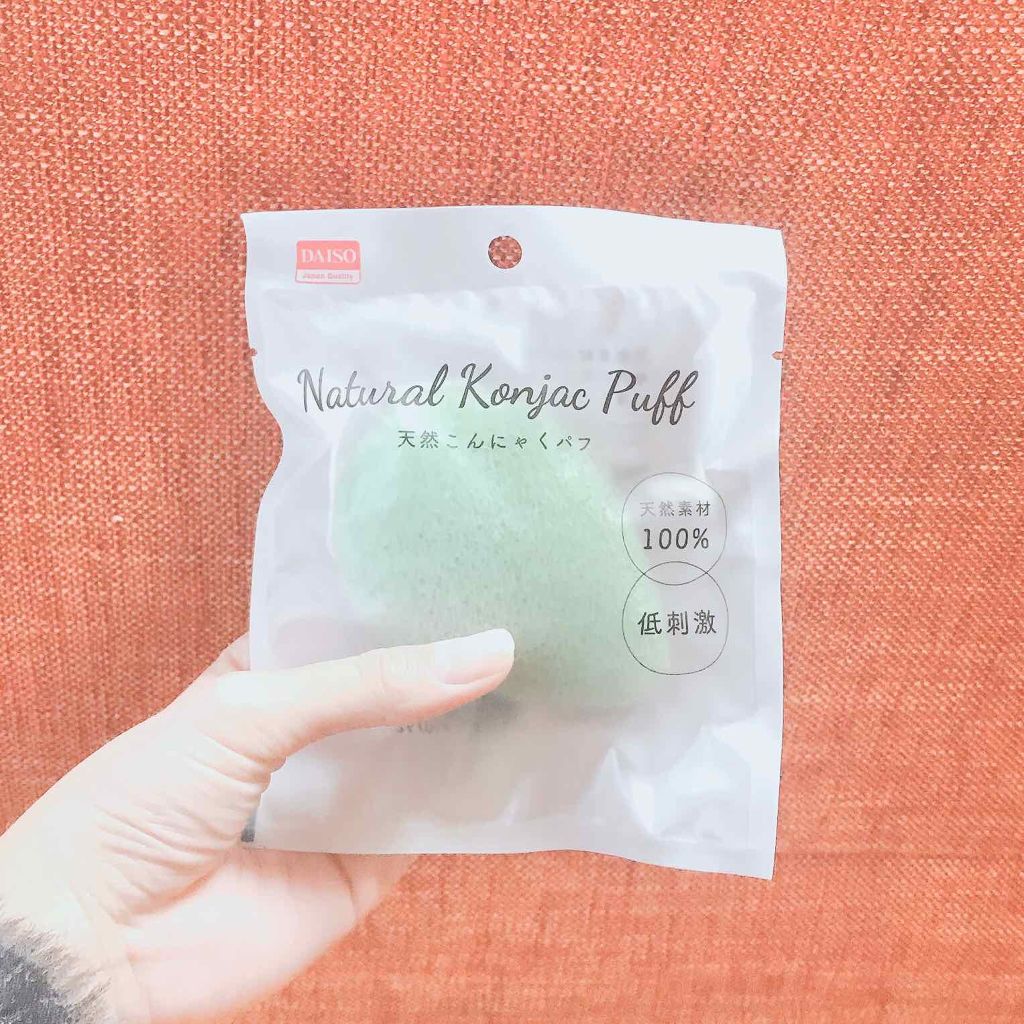 DAISO
Japan Quality
Natural Konjac Puff
天然こんにゃくパフ
天然素材
100%
低刺激